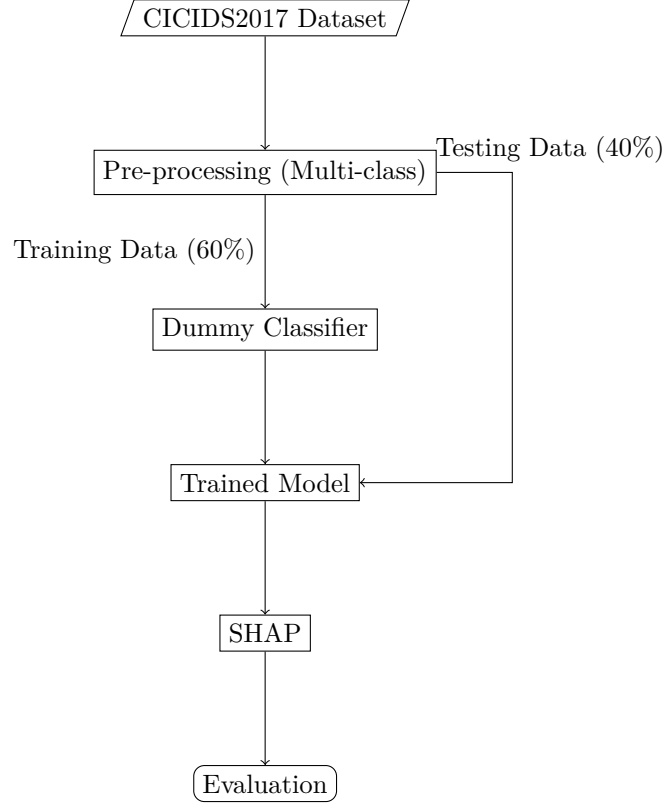 CICIDS2017 Dataset
Testing Data (40%)
Pre-processing (Multi-class)
Training Data (60%)
Dummy Classifier
Trained Model
SHAP
Evaluation